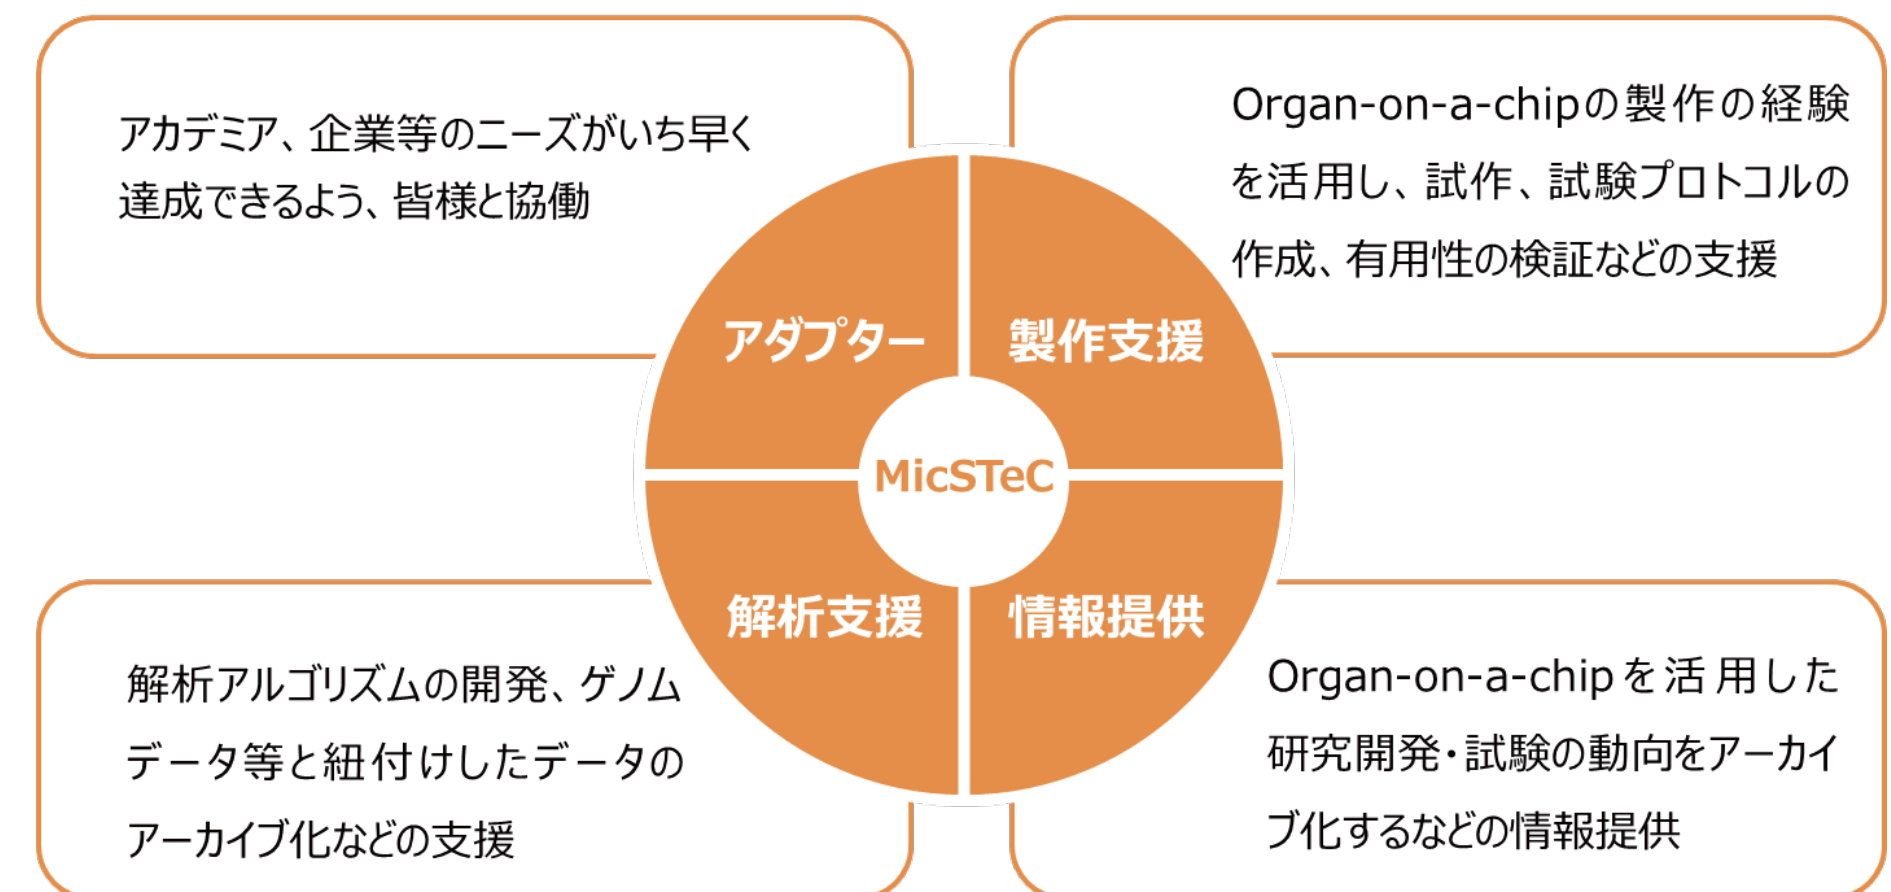 アカデミア、企業等のニーズがいち早く
達成できるよう、皆様と協働
Organ-on-a-chipの製作の経験
を活用し、試作、試験プロトコルの
作成、有用性の検証などの支援
アダプター
製作支援
MicSTeC
解析支援
情報提供
解析アルゴリズムの開発、ゲノム
データ等と紐付けしたデータの
アーカイブ化などの支援
Organ-on-a-chipを活用した
研究開発・試験の動向をアーカイ
ブ化するなどの情報提供